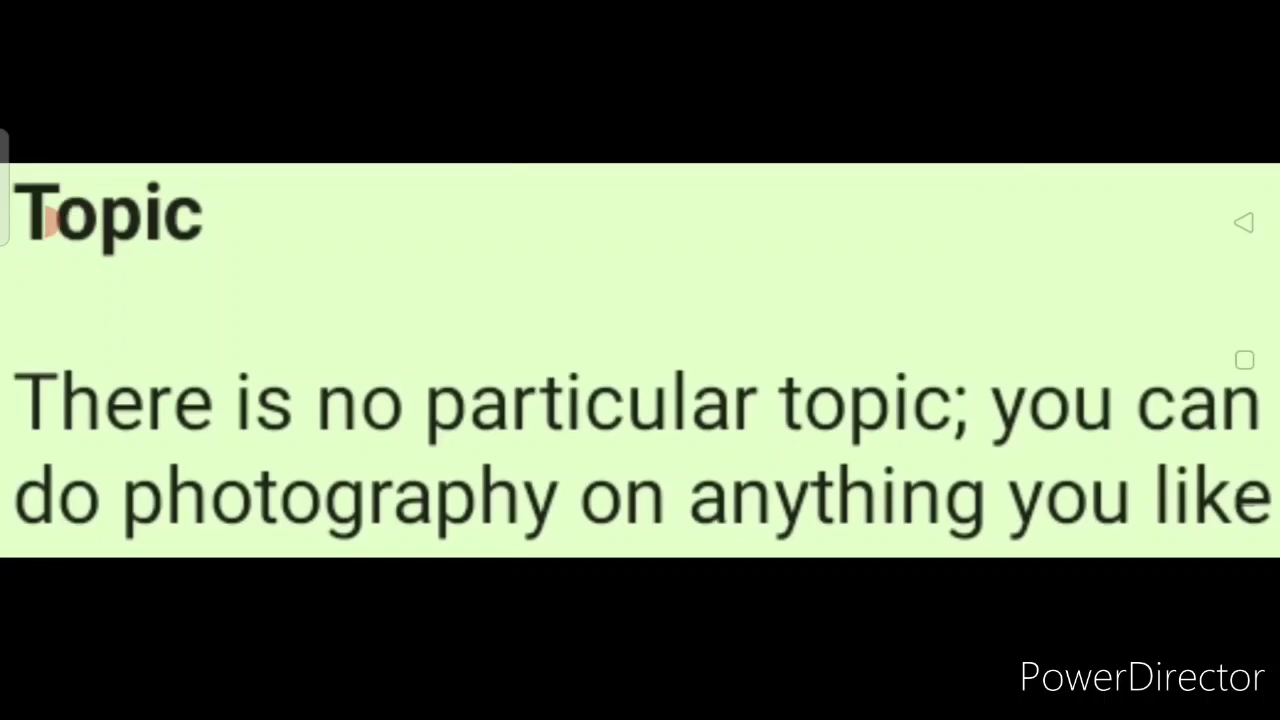 Topic
There is no particular topic; you can
do photography on anything you like
PowerDirector